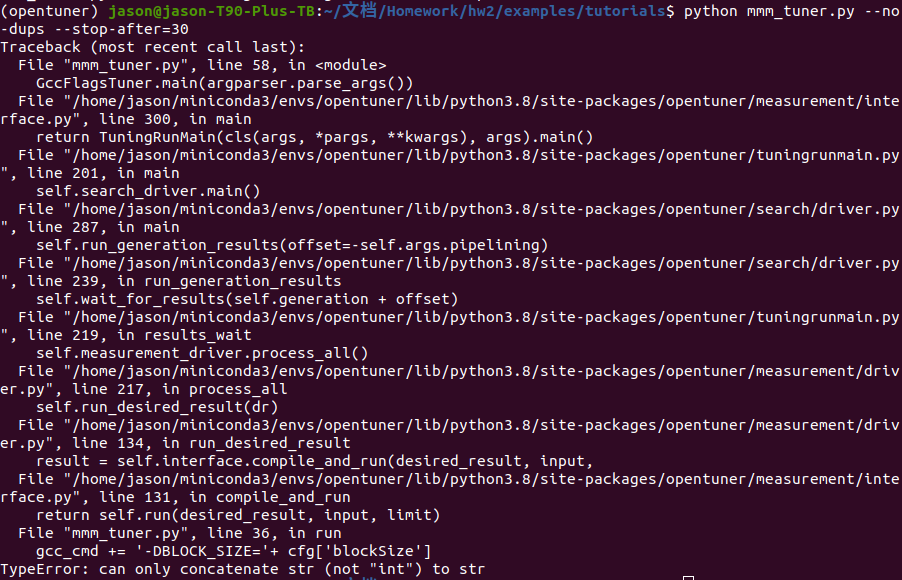 (opentuner) jason@jason-T90-Plus-TB:~/文档/Homework/hw2/examples/tutorials$ python mmm_tuner.py --no
-dups --stop-after=30
Traceback (most recent call last):
  File "mmm_tuner.py", line 58, in <module>
    GccFlagsTuner.main(argparser.parse_args())
  File "/home/jason/miniconda3/envs/opentuner/lib/python3.8/site-packages/opentuner/measurement/inte
rface.py", line 300, in main
    return TuningRunMain(cls(args, *pargs, **kwargs), args).main()
  File "/home/jason/miniconda3/envs/opentuner/lib/python3.8/site-packages/opentuner/tuningrunmain.py
", line 201, in main
    self.search_driver.main()
  File "/home/jason/miniconda3/envs/opentuner/lib/python3.8/site-packages/opentuner/search/driver.py
", line 287, in main
    self.run_generation_results(offset=-self.args.pipelining)
  File "/home/jason/miniconda3/envs/opentuner/lib/python3.8/site-packages/opentuner/search/driver.py
", line 239, in run_generation_results
    self.wait_for_results(self.generation + offset)
  File "/home/jason/miniconda3/envs/opentuner/lib/python3.8/site-packages/opentuner/tuningrunmain.py
", line 219, in results_wait
    self.measurement_driver.process_all()
  File "/home/jason/miniconda3/envs/opentuner/lib/python3.8/site-packages/opentuner/measurement/driv
er.py", line 217, in process_all
    self.run_desired_result(dr)
  File "/home/jason/miniconda3/envs/opentuner/lib/python3.8/site-packages/opentuner/measurement/driv
er.py", line 134, in run_desired_result
    result = self.interface.compile_and_run(desired_result, input,
  File "/home/jason/miniconda3/envs/opentuner/lib/python3.8/site-packages/opentuner/measurement/inte
rface.py", line 131, in compile_and_run
    return self.run(desired_result, input, limit)
  File "mmm_tuner.py", line 36, in run
    gcc_cmd += '-DBLOCK_SIZE='+ cfg['blockSize']
TypeError: can only concatenate str (not "int") to str